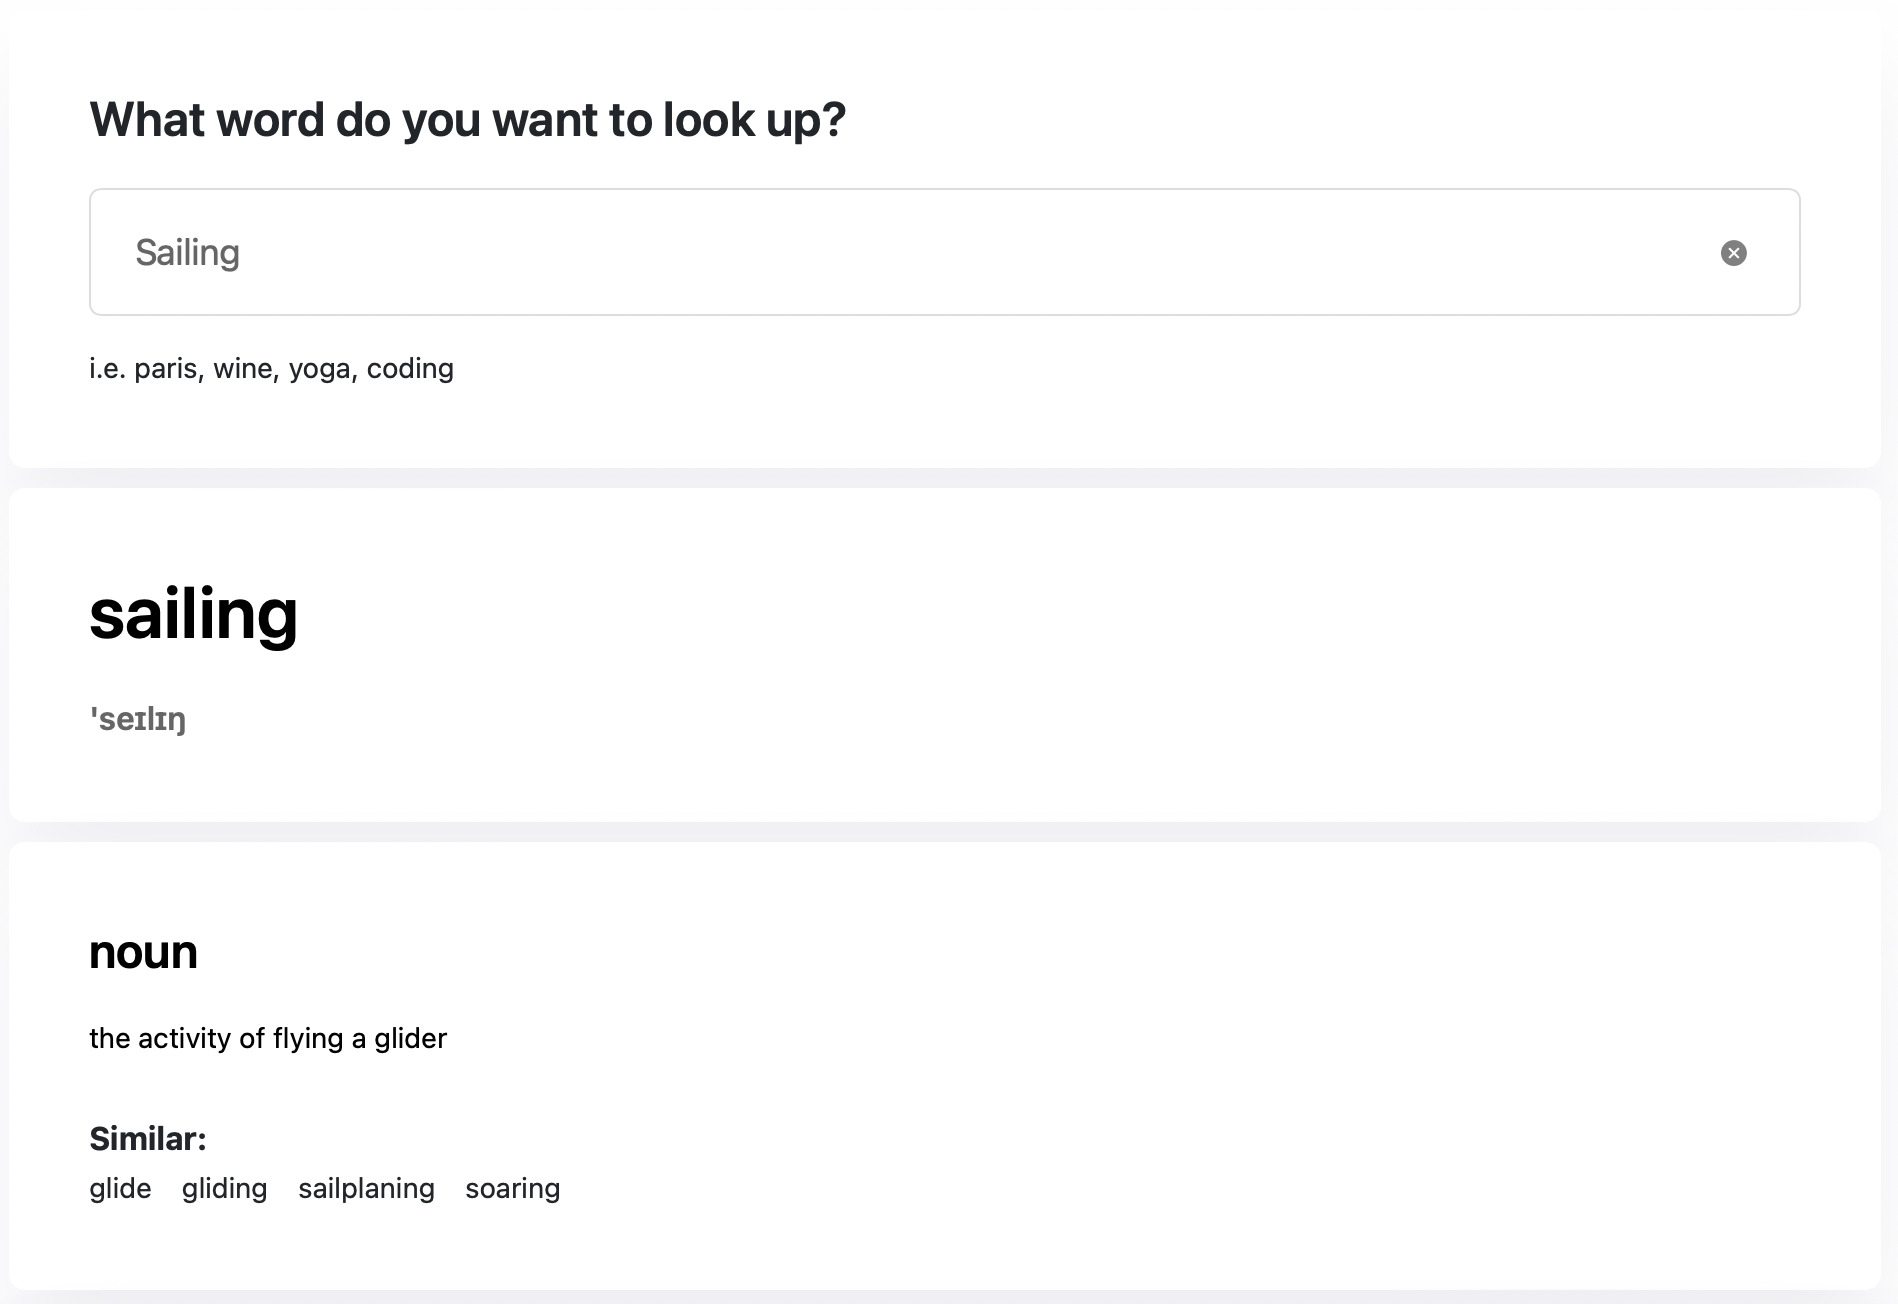 What word do you want to look up?
Sailing
i.e. paris, wine, yoga, coding
sailing
'seɪlɪŋ
noun
the activity of flying a glider
Similar:
glide gliding sailplaning soaring